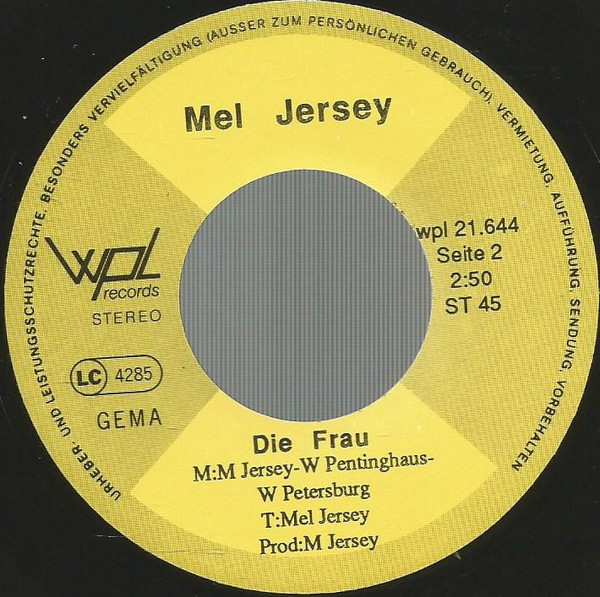 URHEBER- UND LEISTUNGSSCHUTZRECHTE, BESONDERS VERVIELFÄLTIGUNG (AUSSER ZUM PERSÖNLICHEN GEBRAUCH), VERMIETUNG, AUFFÜHRUNG, SENDUNG, VORBEHALTEN
Mel Jersey
wpl
records
STEREO
LC 4285
GEMA
wpl 21.644
Seite 2
2:50
ST 45
Die Frau
M:M Jersey-W Pentinghaus-
W Petersburg
T:Mel Jersey
Prod:M Jersey